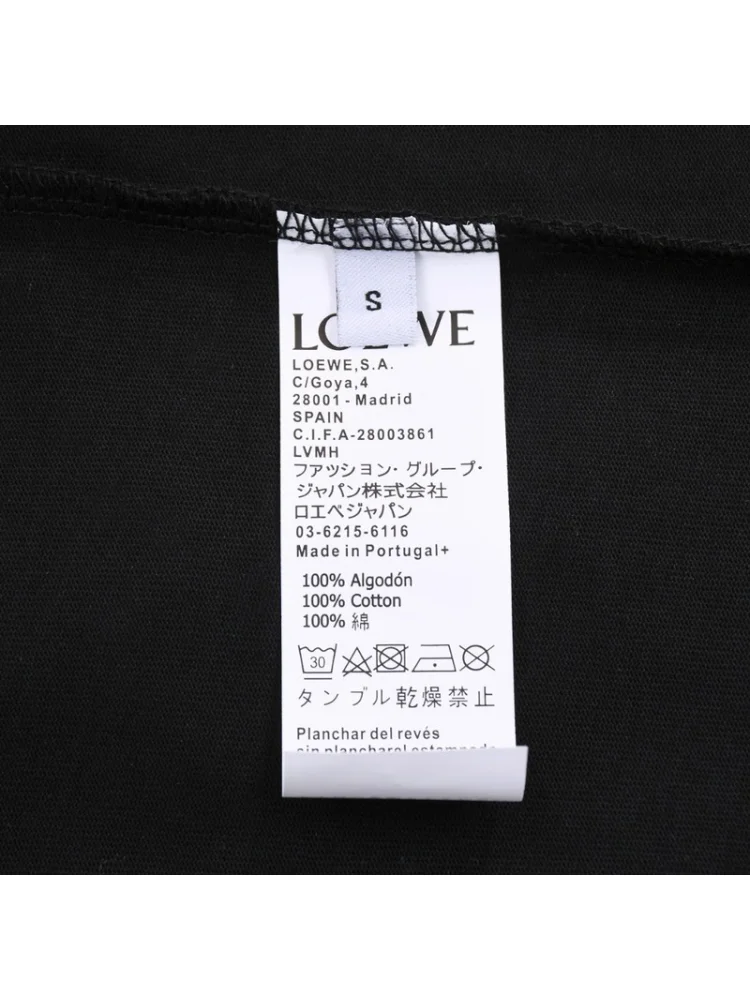 S
LOEWE
LOEWE,S.A.
C/Goya,4
28001 - Madrid
SPAIN
C.I.F.A-28003861
LVMH
ファッション・グループ・
ジャパン株式会社
ロエベジャパン
03-6215-6116
Made in Portugal+
100% Algodón
100% Cotton
100% 綿
30
タンブル乾燥禁止
Planchar del revés
sin plancharel estampado